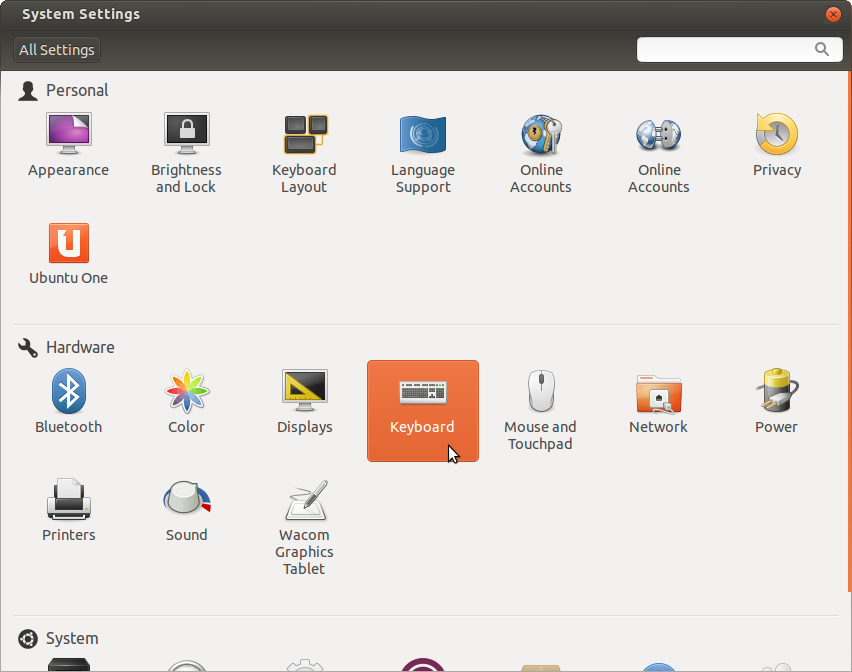 System Settings
All Settings
Personal
Appearance
Brightness
and Lock
Keyboard
Layout
Language
Support
Online
Accounts
Online
Accounts
Privacy
Ubuntu One
Hardware
Bluetooth
Color
Displays
Keyboard
Mouse and
Touchpad
Network
Power
Printers
Sound
Wacom
Graphics
Tablet
System